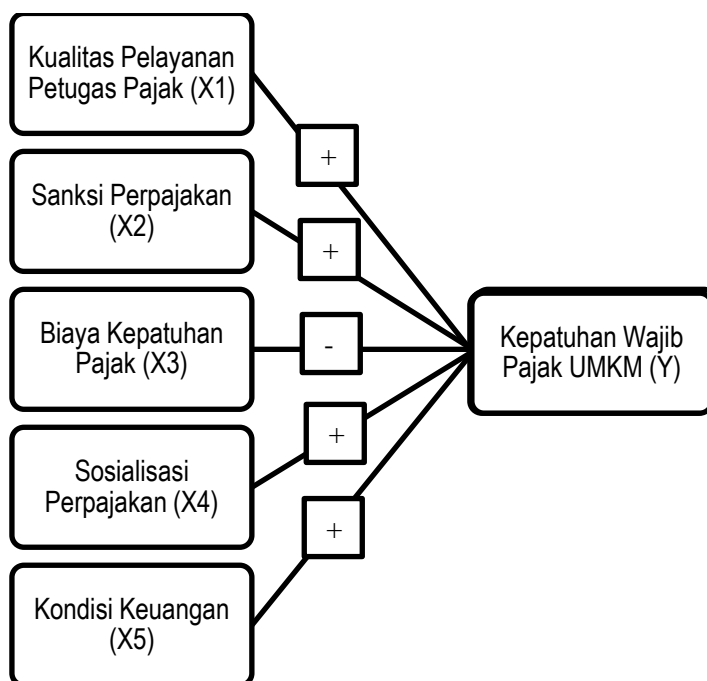 Kualitas Pelayanan
Petugas Pajak (X1)
+
Sanksi Perpajakan
(X2)
+
Biaya Kepatuhan
Pajak (X3)
-
Kepatuhan Wajib
Pajak UMKM (Y)
Sosialisasi
Perpajakan (X4)
+
+
Kondisi Keuangan
(X5)